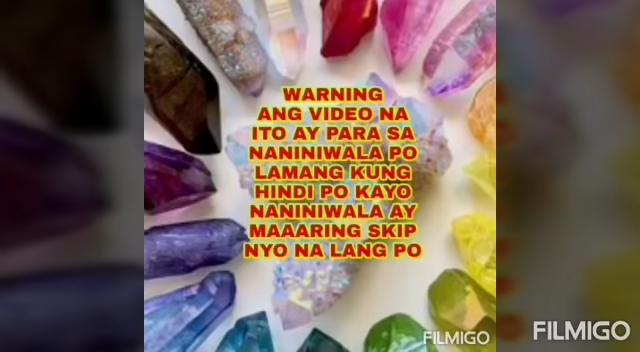 WARNING
ANG VIDEO NA
ITO AY PARA SA
NANINIWALA PO
LAMANG KUNG
HINDI PO KAYO
NANINIWALA AY
MAAARING SKIP
NYO NA LANG PO
FILMIGO
FILMIGO